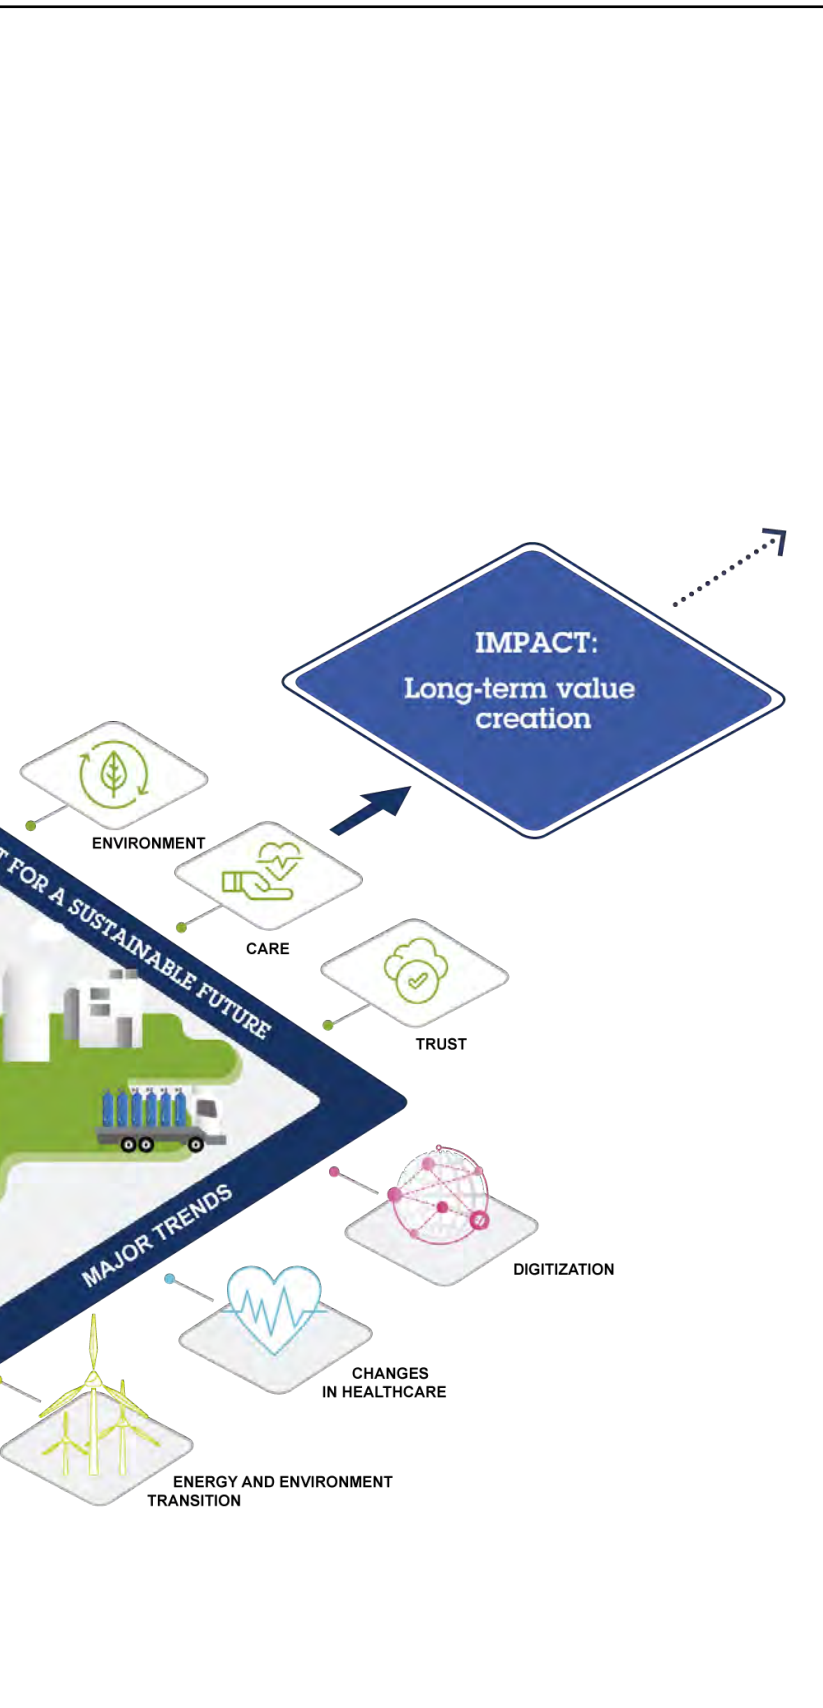 IMPACT:
Long-term value
creation
ENVIRONMENT
FOR A SUSTAINABLE FUTURE
CARE
TRUST
MAJOR TRENDS
DIGITIZATION
CHANGES
IN HEALTHCARE
ENERGY AND ENVIRONMENT
TRANSITION